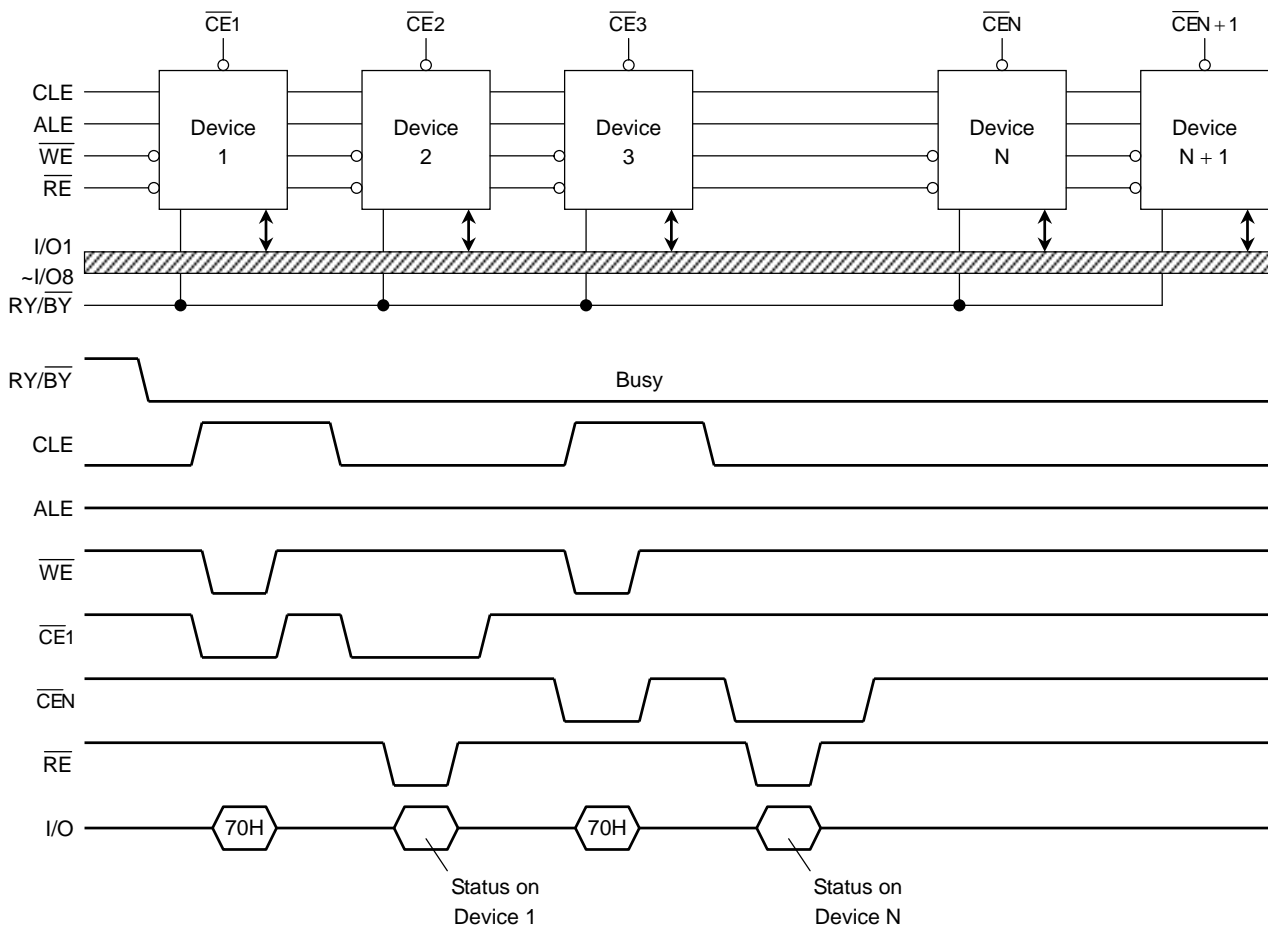 CE1 CE2 CE3 CEN CEN + 1
CLE
ALE
WE
RE
Device
1
Device
2
Device
3
Device
N
Device
N + 1
I/O1
~I/O8
RY/BY
RY/BY
Busy
CLE
ALE
WE
CE1
CEN
RE
I/O
70H
70H
Status on
Device 1
Status on
Device N